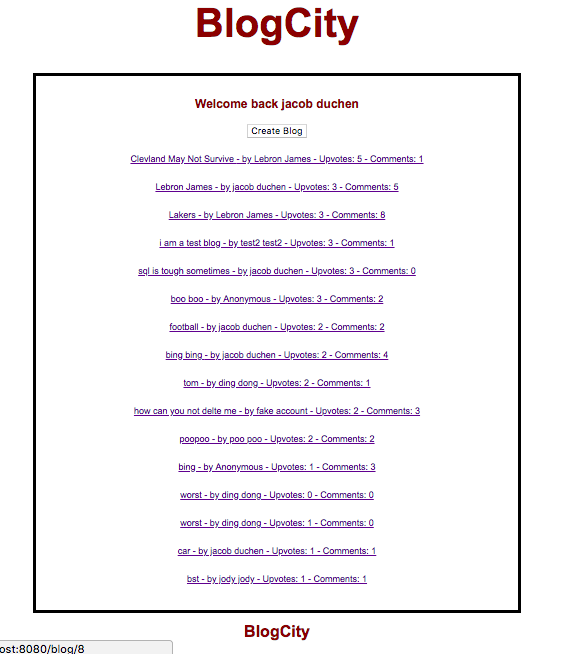 BlogCity
Welcome back jacob duchen
Create Blog
Clevland May Not Survive - by Lebron James - Upvotes: 5 - Comments: 1
Lebron James - by jacob duchen - Upvotes: 3 - Comments: 5
Lakers - by Lebron James - Upvotes: 3 - Comments: 8
i am a test blog - by test2 test2 - Upvotes: 3 - Comments: 1
sql is tough sometimes - by jacob duchen - Upvotes: 3 - Comments: 0
boo boo - by Anonymous - Upvotes: 3 - Comments: 2
football - by jacob duchen - Upvotes: 2 - Comments: 2
bing bing - by jacob duchen - Upvotes: 2 - Comments: 4
tom - by ding dong - Upvotes: 2 - Comments: 1
how can you not delte me - by fake account - Upvotes: 2 - Comments: 3
poopoo - by poo poo - Upvotes: 2 - Comments: 2
bing - by Anonymous - Upvotes: 1 - Comments: 3
worst - by ding dong - Upvotes: 0 - Comments: 0
worst - by ding dong - Upvotes: 1 - Comments: 0
car - by jacob duchen - Upvotes: 1 - Comments: 1
bst - by jody jody - Upvotes: 1 - Comments: 1
BlogCity
ost:8080/blog/8